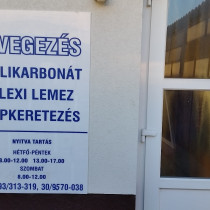 VEGEZÉS
LIKARBONÁT
LEXI LEMEZ
PKERETEZÉS
NYITVA TARTÁS
HÉTFŐ-PÉNTEK
8.00-12.00 13.00-17.00
SZOMBAT
8.00-12.00
93/313-319, 30/9570-038